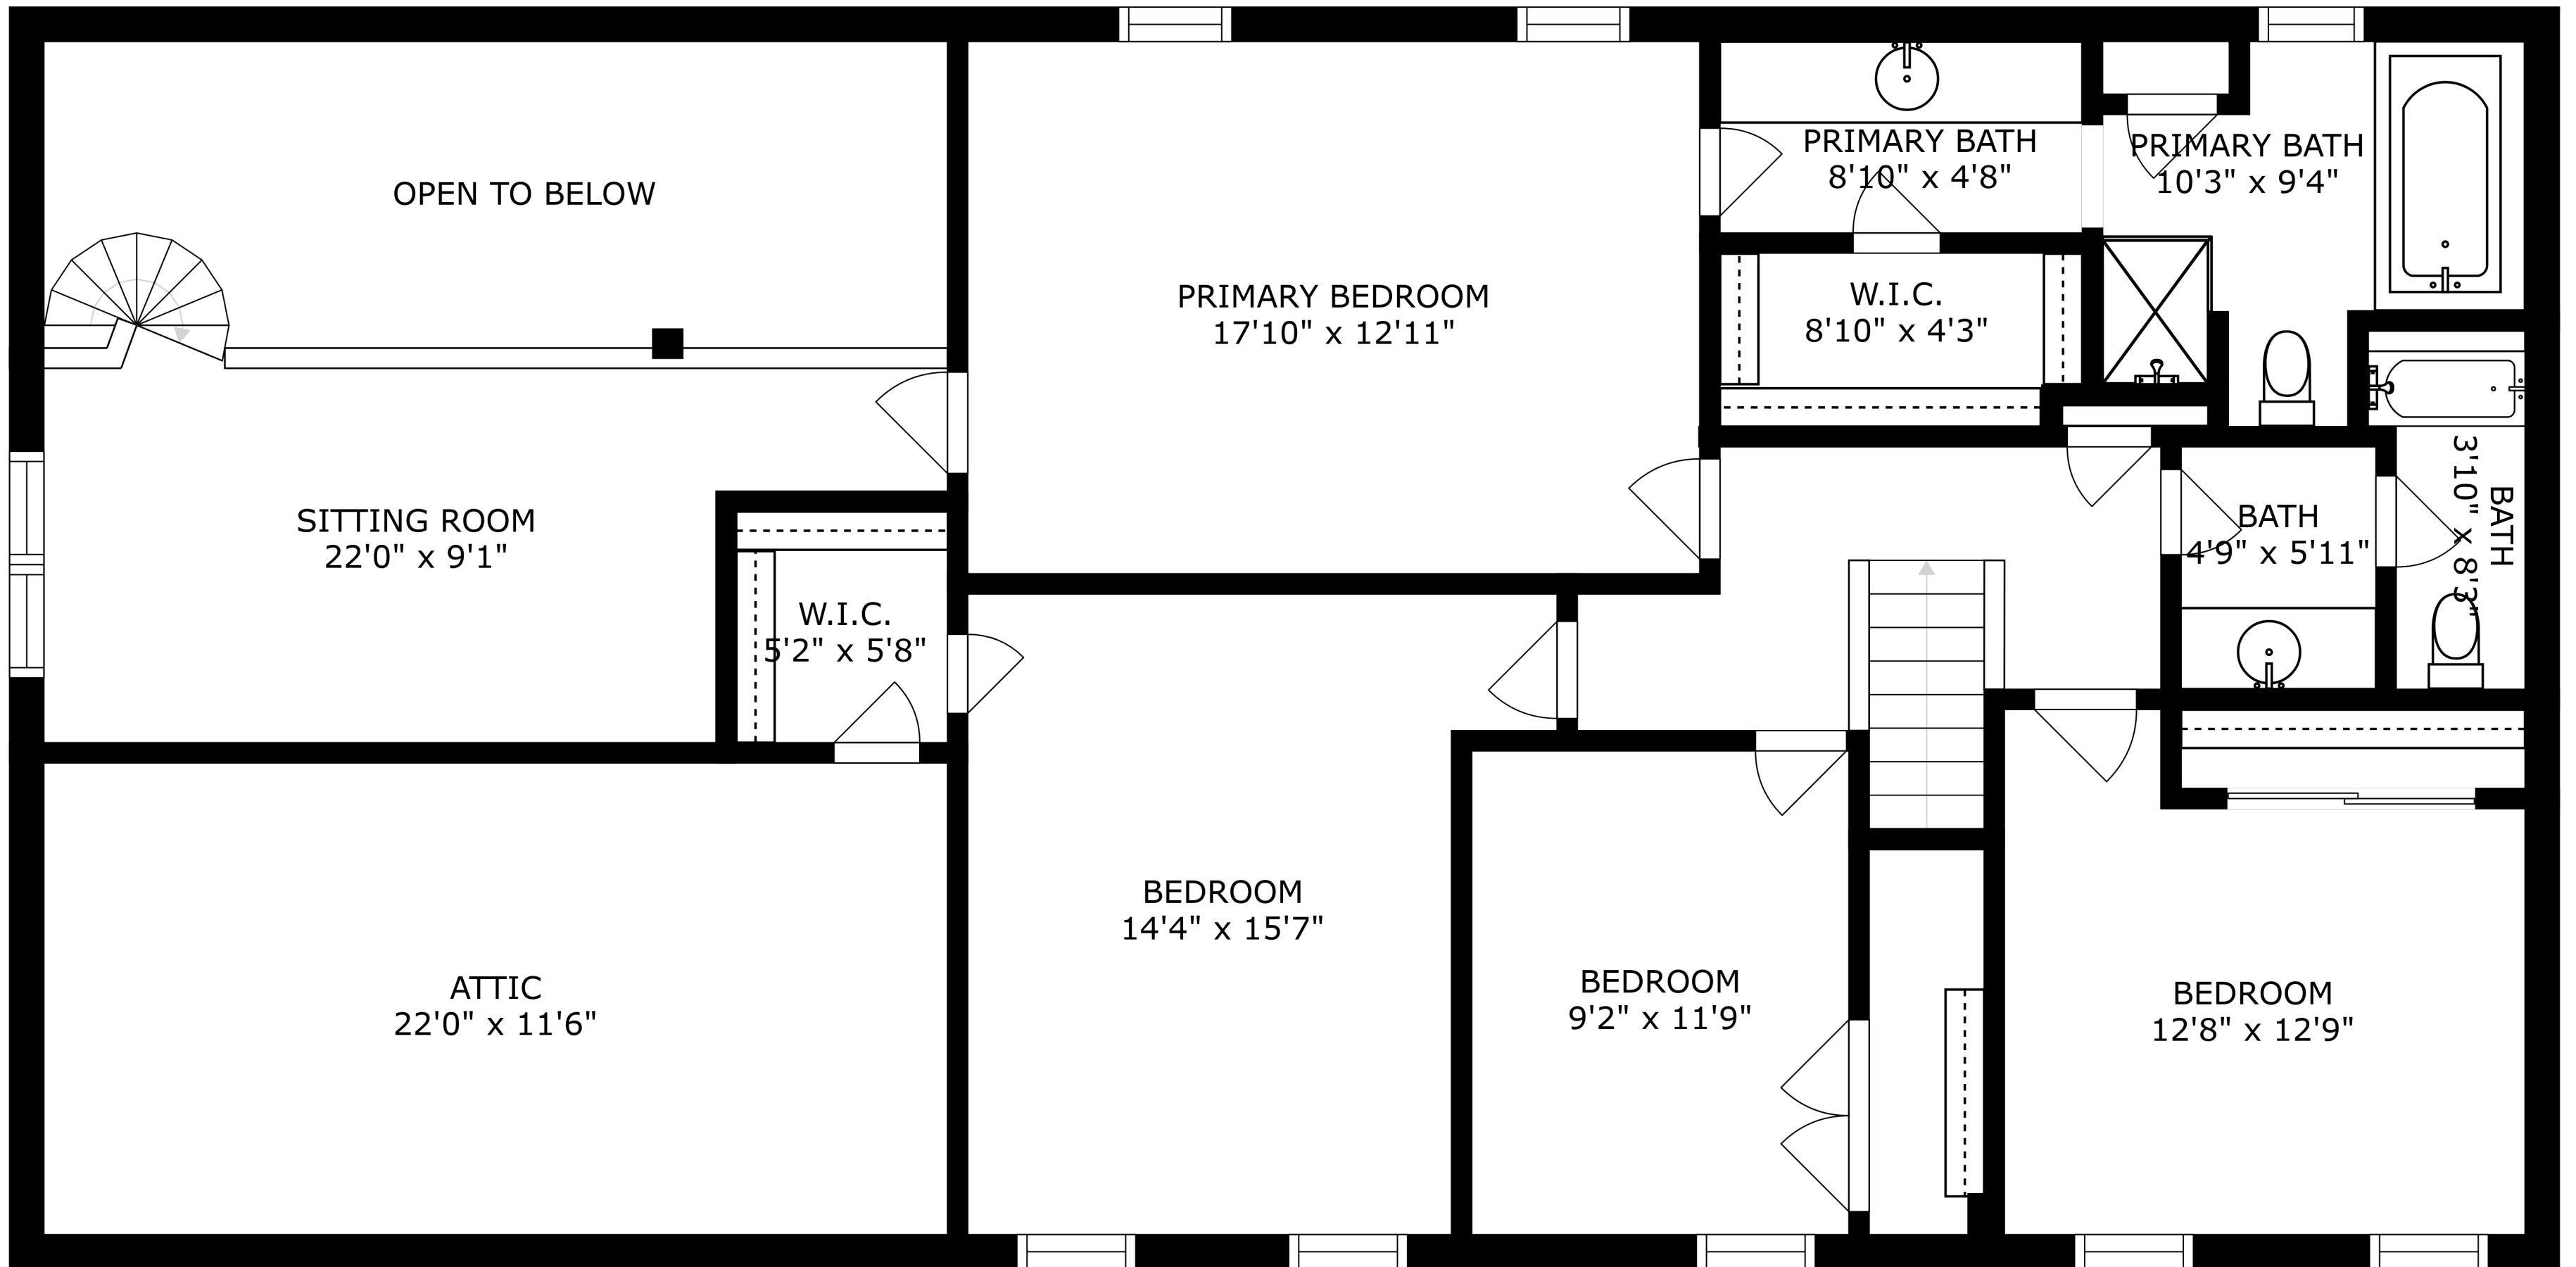 OPEN TO BELOW
PRIMARY BATH
8'10" x 4'8"
PRIMARY BATH
10'3" x 9'4"
PRIMARY BEDROOM
17'10" x 12'11"
W.I.C.
8'10" x 4'3"
SITTING ROOM
22'0" x 9'1"
BATH
4'9" x 5'11"
BATH
3'10" x 8'3"
W.I.C.
5'2" x 5'8"
BEDROOM
14'4" x 15'7"
ATTIC
22'0" x 11'6"
BEDROOM
9'2" x 11'9"
BEDROOM
12'8" x 12'9"